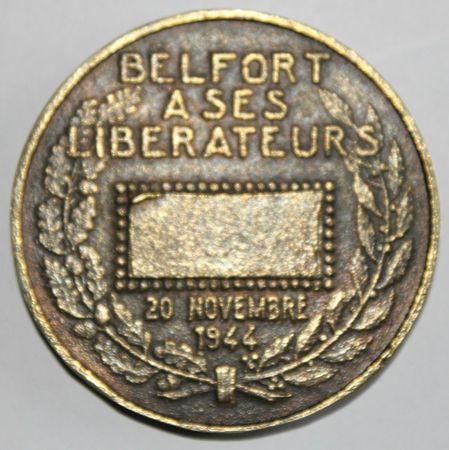 BELFORT
A SES
LIBERATEURS
20 NOVEMBRE
1944